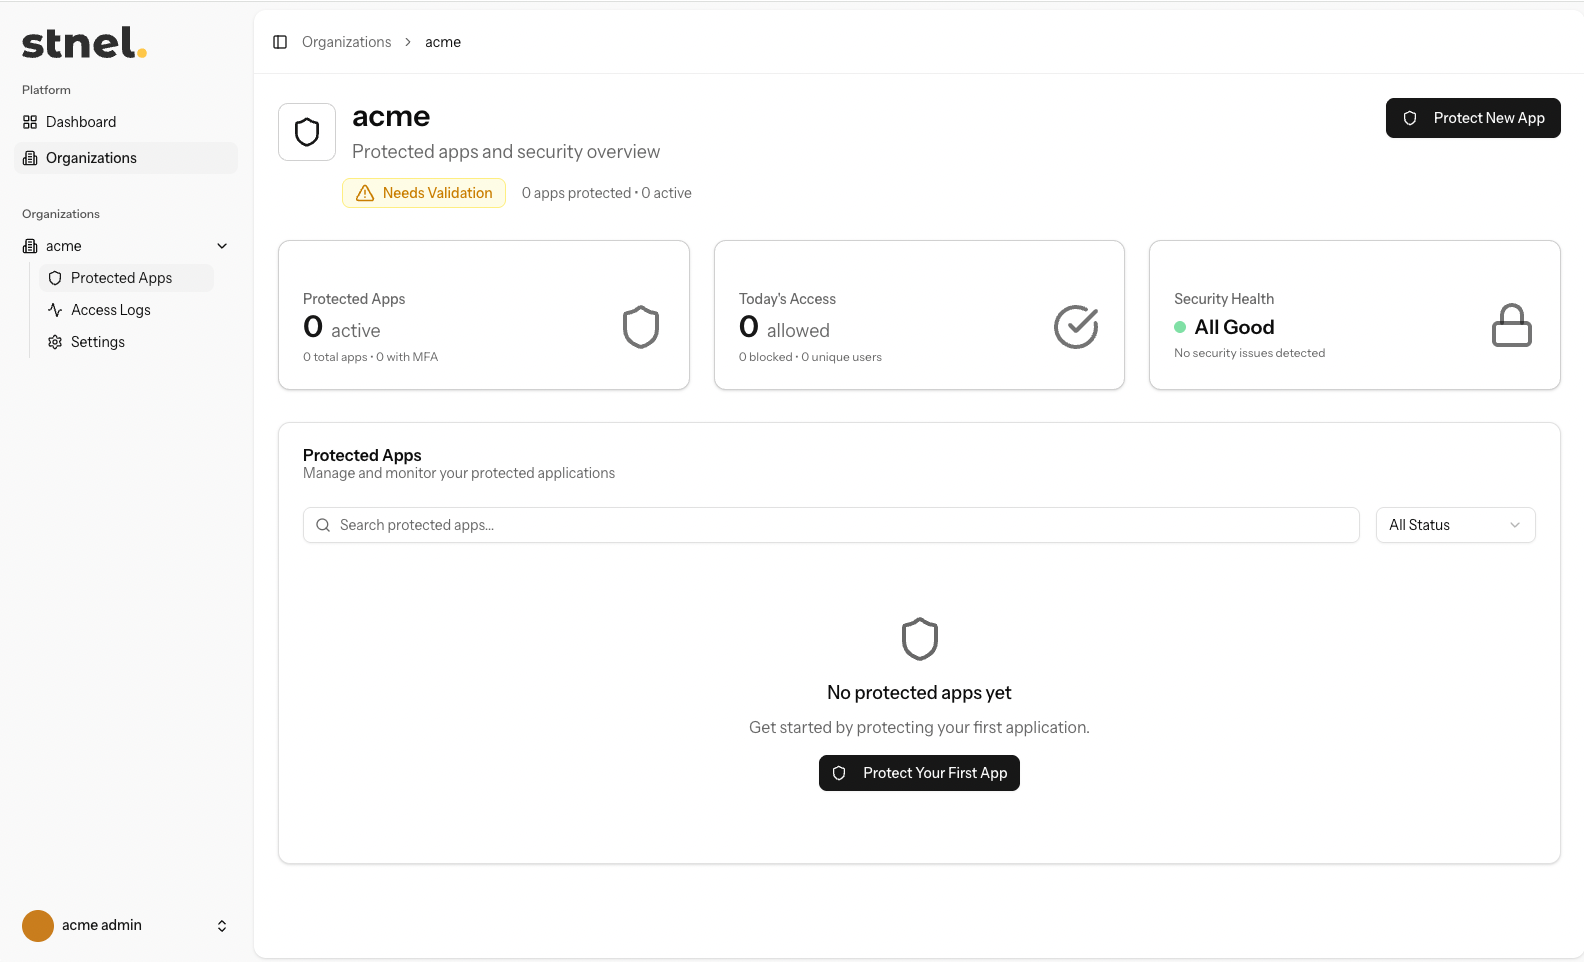 stnel.
Platform
Dashboard
Organizations
Organizations
acme
Protected Apps
Access Logs
Settings
acme admin
Organizations > acme
acme
Protected apps and security overview
Needs Validation
0 apps protected • 0 active
Protect New App
Protected Apps
0 active
0 total apps • 0 with MFA
Today's Access
0 allowed
0 blocked • 0 unique users
Security Health
All Good
No security issues detected
Protected Apps
Manage and monitor your protected applications
Search protected apps...
All Status
No protected apps yet
Get started by protecting your first application.
Protect Your First App